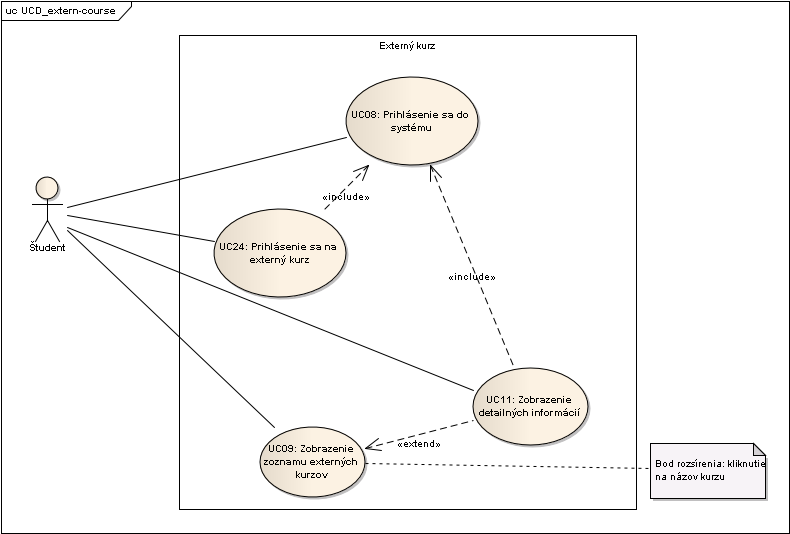 uc UCD_extern-course
Externý kurz
UC08: Prihlásenie sa do
systému
«include»
Študent
UC24: Prihlásenie sa na
externý kurz
«include»
UC11: Zobrazenie
detailných informácií
«extend»
UC09: Zobrazenie
zoznamu externých
kurzov
Bod rozsírenia: kliknutie
na názov kurzu